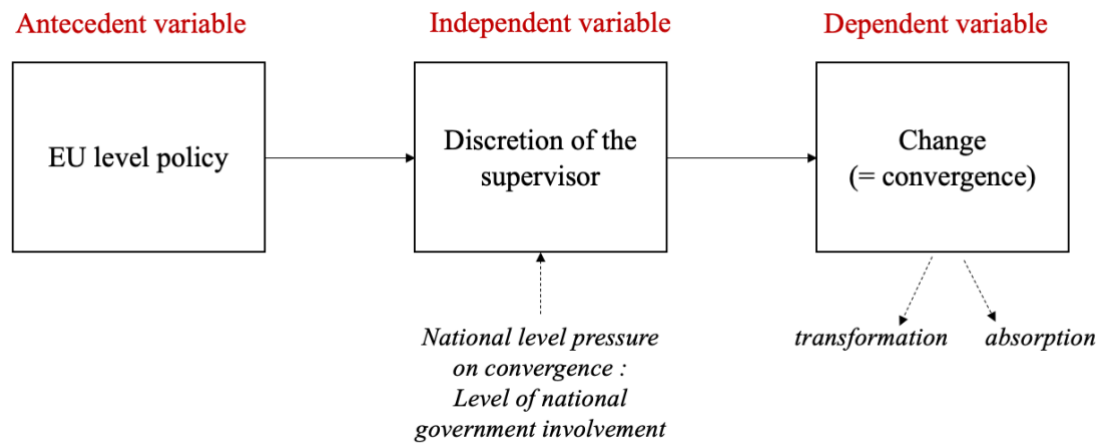 Antecedent variable
Independent variable
Dependent variable
EU level policy
Discretion of the
supervisor
Change
(= convergence)
National level pressure
on convergence :
Level of national
government involvement
transformation
absorption